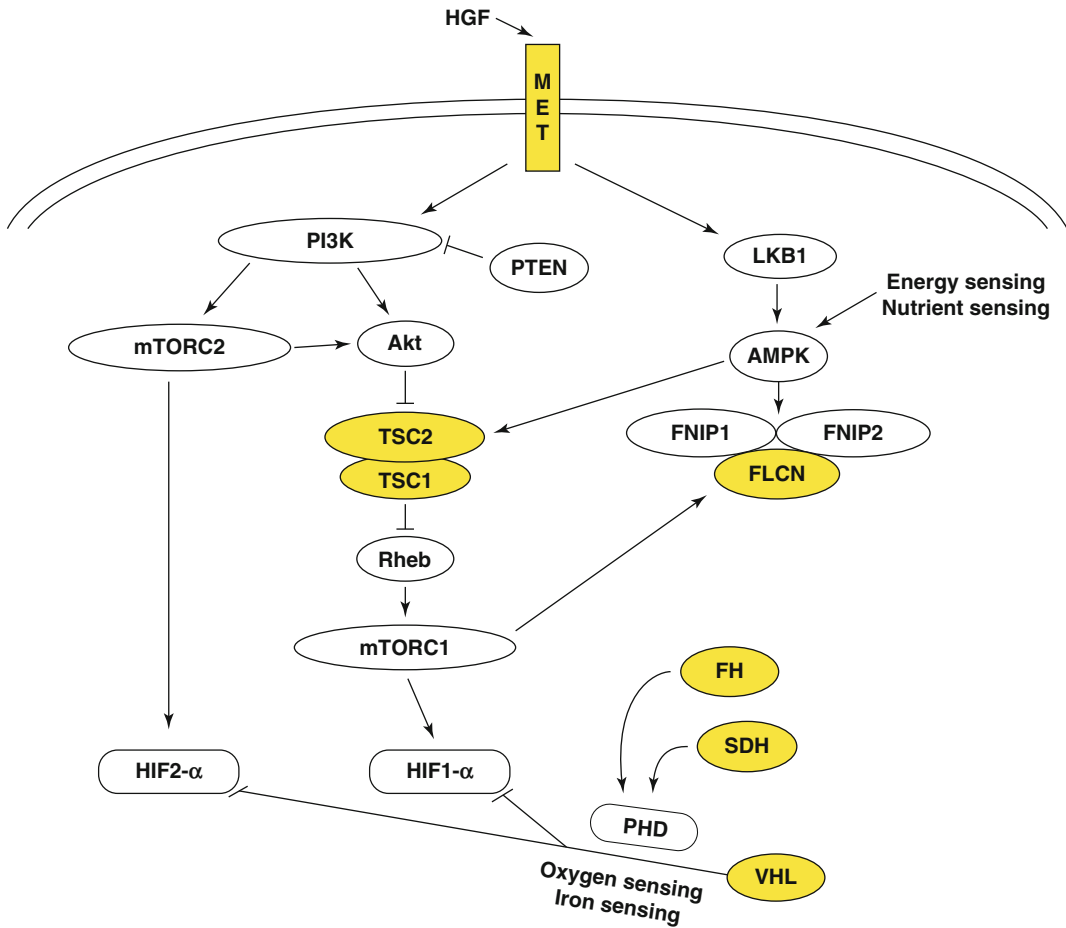 HGF
M
E
T
PI3K
PTEN
LKB1
Energy sensing
Nutrient sensing
mTORC2
Akt
AMPK
TSC2
TSC1
FNIP1
FNIP2
FLCN
Rheb
mTORC1
FH
SDH
HIF2-α
HIF1-α
PHD
VHL
Oxygen sensing
Iron sensing